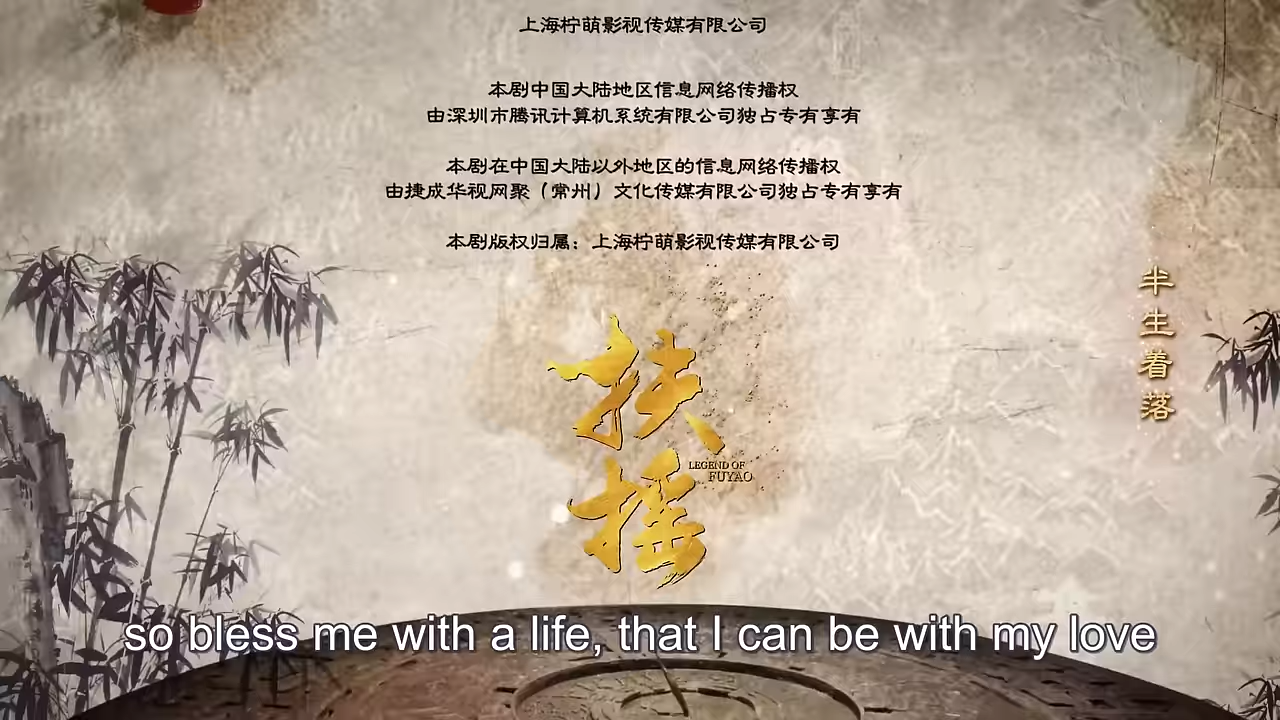 上海柠萌影视传媒有限公司
本剧中国大陆地区信息网络传播权
由深圳市腾讯计算机系统有限公司独占专有享有
本剧在中国大陆以外地区的信息网络传播权
由捷成华视网聚（常州）文化传媒有限公司独占专有享有
本剧版权归属：上海柠萌影视传媒有限公司
半生着落
扶摇
LEGEND OF
FUYAO
so bless me with a life, that I can be with my love